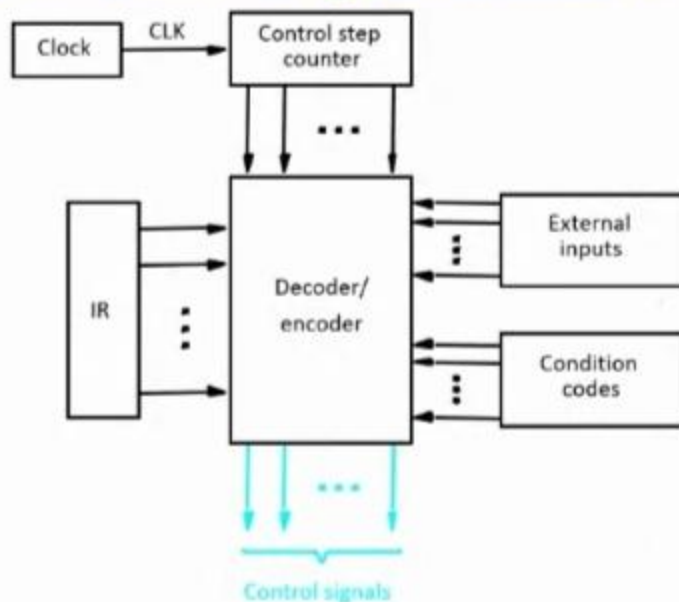 Clock
CLK
Control step
counter
IR
Decoder/
encoder
External
inputs
Condition
codes
Control signals